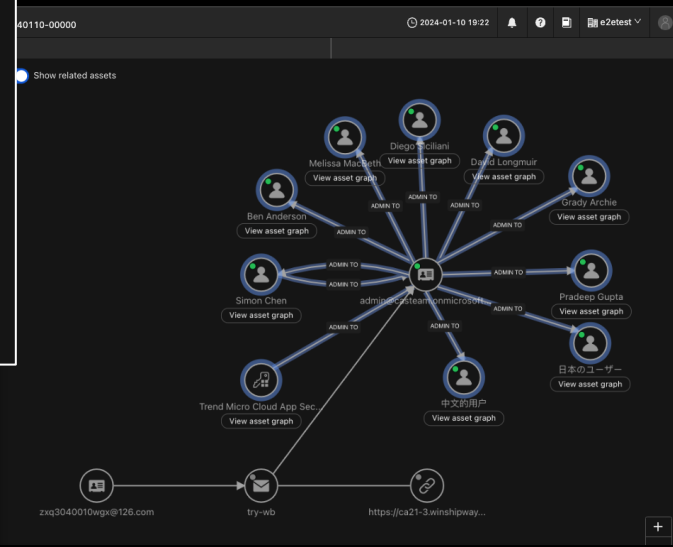 40110-00000
2024-01-10 19:22
e2etest
Show related assets
Diego Siciliani
View asset graph
Melissa MacBeth
View asset graph
David Longmuir
View asset graph
Grady Archie
View asset graph
Ben Anderson
View asset graph
ADMIN TO
ADMIN TO
ADMIN TO
ADMIN TO
ADMIN TO
ADMIN TO
ADMIN TO
ADMIN TO
Simon Chen
View asset graph
admin@casteam.onmicrosoft...
Pradeep Gupta
View asset graph
ADMIN TO
ADMIN TO
ADMIN TO
日本のユーザー
View asset graph
Trend Micro Cloud App Sec...
View asset graph
中文的用户
View asset graph
zxq3040010wgx@126.com
try-wb
https://ca21-3.winshipway...